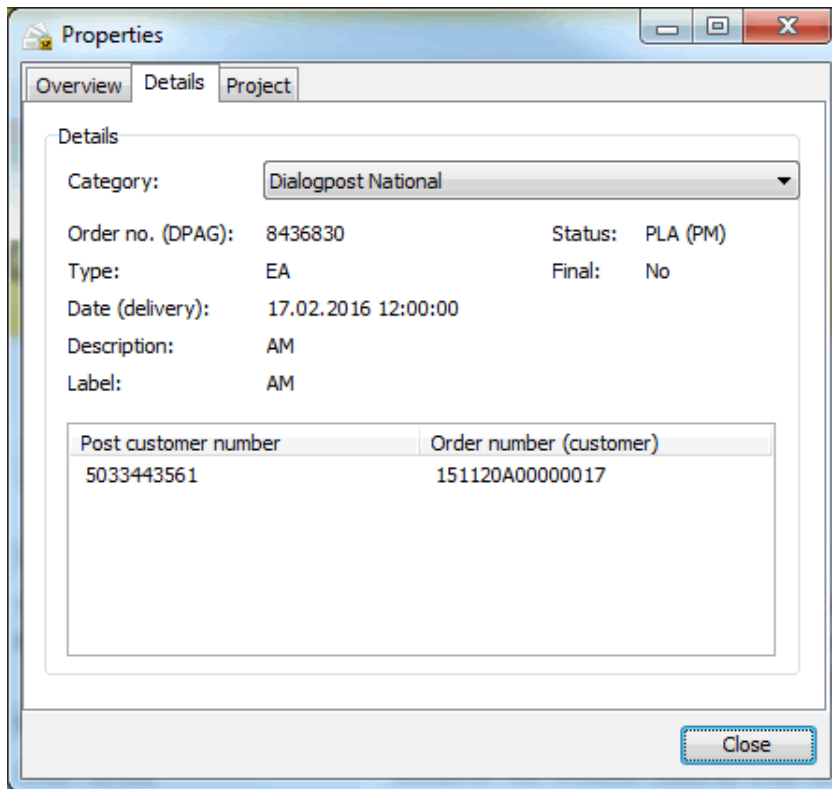 Properties
Overview Details Project
Details
Category: Dialogpost National
Order no. (DPAG): 8436830 Status: PLA (PM)
Type: EA Final: No
Date (delivery): 17.02.2016 12:00:00
Description: AM
Label: AM
Post customer number Order number (customer)
5033443561 151120A00000017
Close